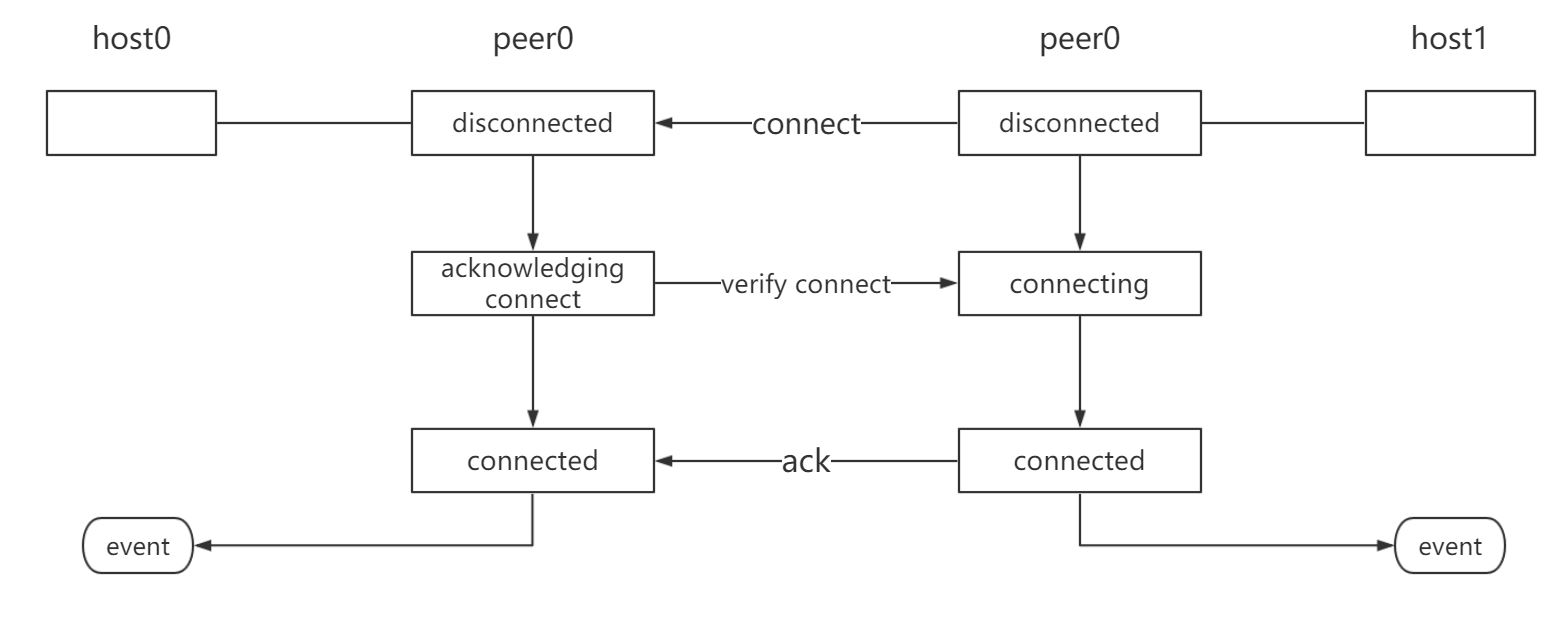 host0
peer0
peer0
host1
disconnected
connect
disconnected
acknowledging
connect
verify connect
connecting
connected
ack
connected
event
event